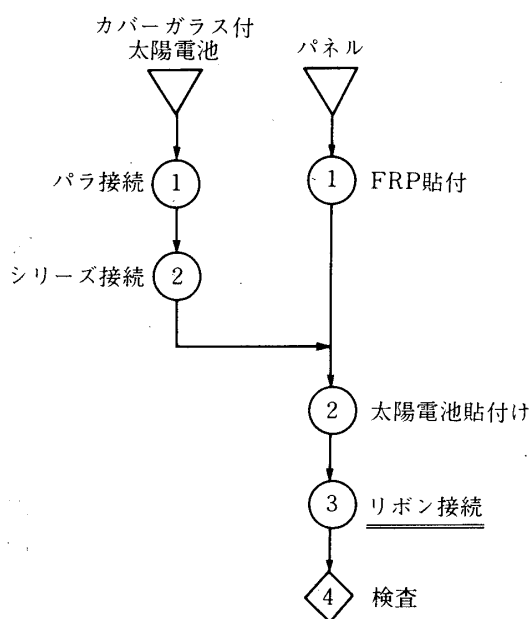 カバーガラス付
太陽電池
パネル
パラ接続
1
1
FRP貼付
シリーズ接続
2
2
太陽電池貼付け
3
リボン接続
4
検査